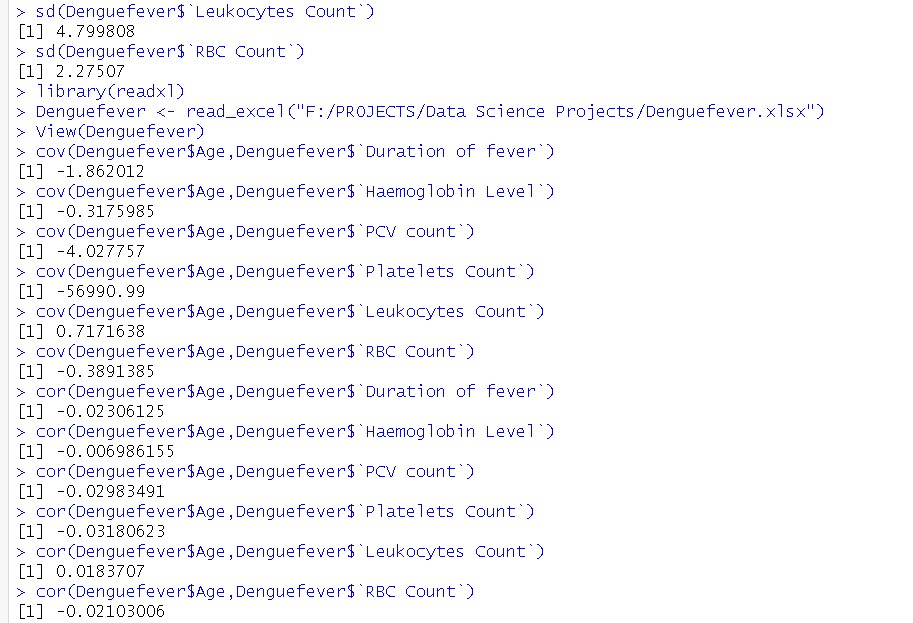 > sd(Denguefever$`Leukocytes Count`)
[1] 4.799808
> sd(Denguefever$`RBC Count`)
[1] 2.27507
> library(readxl)
> Denguefever <- read_excel("F:/PROJECTS/Data Science Projects/Denguefever.xlsx")
> View(Denguefever)
> cov(Denguefever$Age,Denguefever$`Duration of fever`)
[1] -1.862012
> cov(Denguefever$Age,Denguefever$`Haemoglobin Level`)
[1] -0.3175985
> cov(Denguefever$Age,Denguefever$`PCV count`)
[1] -4.027757
> cov(Denguefever$Age,Denguefever$`Platelets Count`)
[1] -56990.99
> cov(Denguefever$Age,Denguefever$`Leukocytes Count`)
[1] 0.7171638
> cov(Denguefever$Age,Denguefever$`RBC Count`)
[1] -0.3891385
> cor(Denguefever$Age,Denguefever$`Duration of fever`)
[1] -0.02306125
> cor(Denguefever$Age,Denguefever$`Haemoglobin Level`)
[1] -0.006986155
> cor(Denguefever$Age,Denguefever$`PCV count`)
[1] -0.02983491
> cor(Denguefever$Age,Denguefever$`Platelets Count`)
[1] -0.03180623
> cor(Denguefever$Age,Denguefever$`Leukocytes Count`)
[1] 0.0183707
> cor(Denguefever$Age,Denguefever$`RBC Count`)
[1] -0.02103006